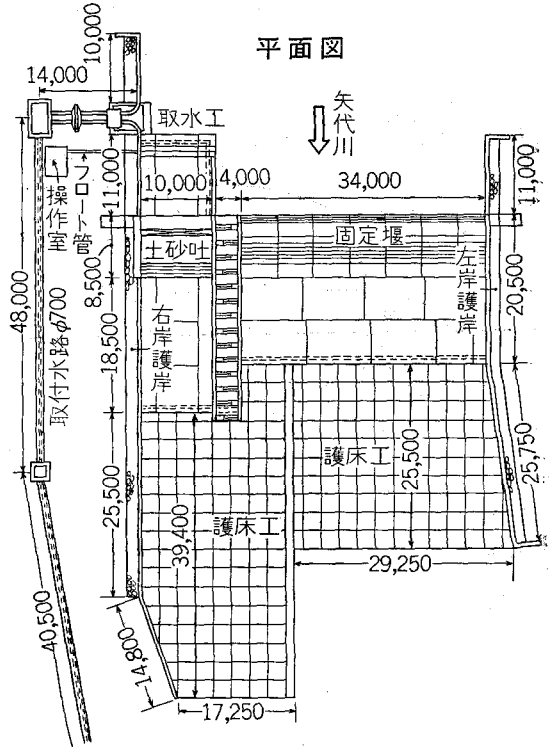 平面図
10,000
14,000
取水工
矢代川
11,000
10,000
4,000
34,000
11,000
フロート管
操作室
土砂吐
固定堰
8,500
左岸護岸
20,500
48,000
取付水路φ700
18,500
右岸護岸
護床工
25,500
25,750
25,500
39,400
護床工
29,250
40,500
14,800
17,250